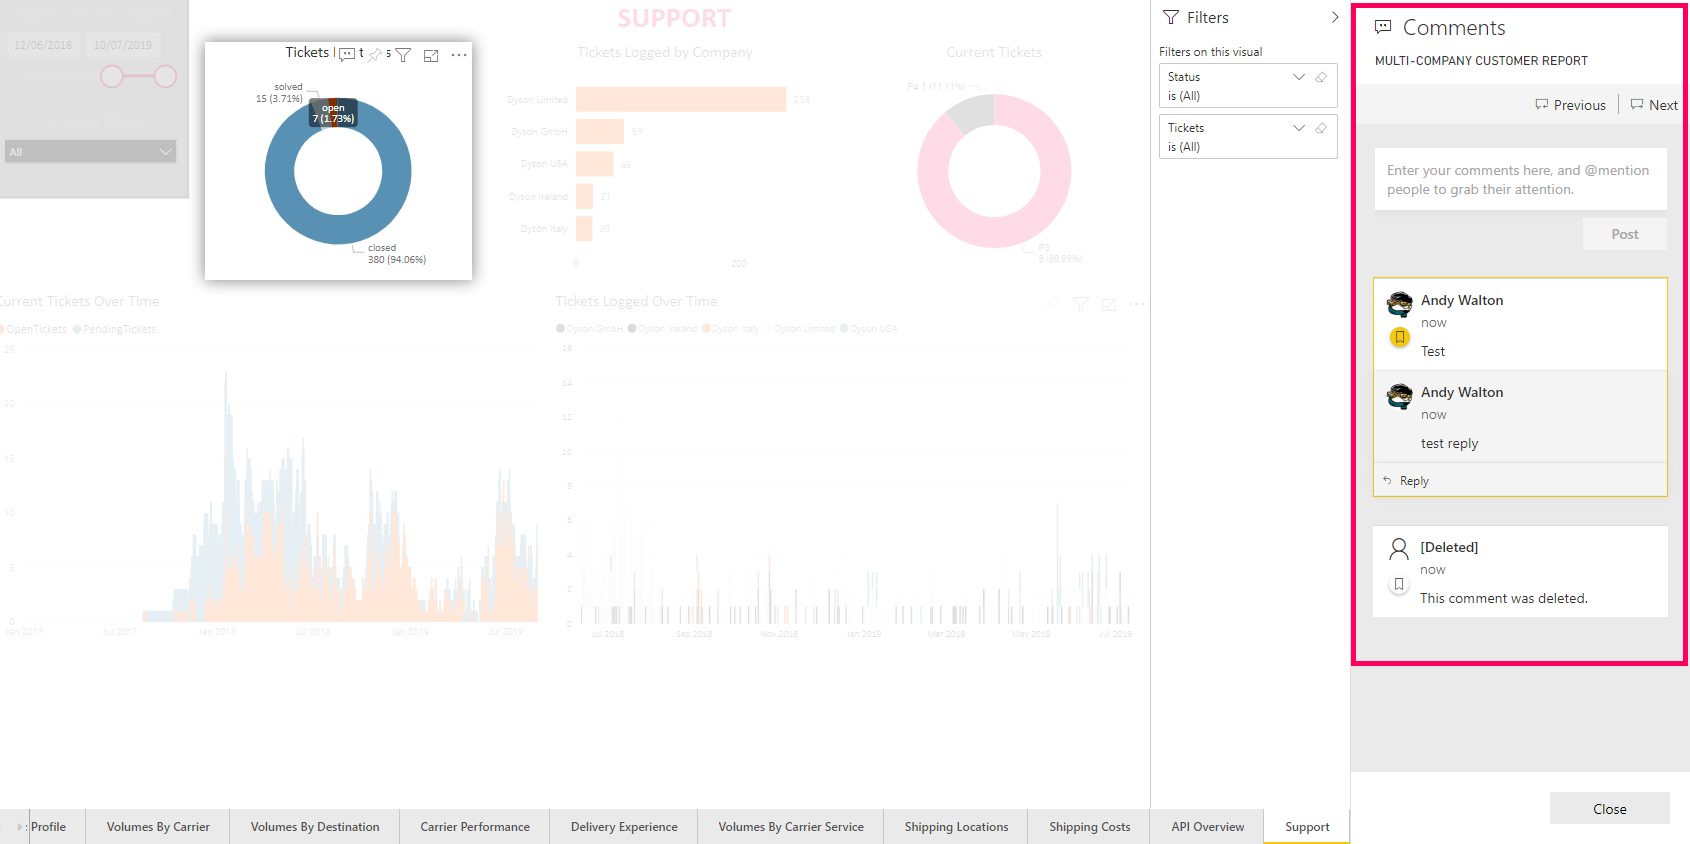 SUPPORT
12/06/2018
10/07/2019
All
Tickets
solved
15 (3.71%)
open
7 (1.73%)
closed
380 (94.06%)
Tickets Logged by Company
Dyson Limited
258
Dyson GmbH
59
Dyson USA
46
Dyson Ireland
21
Dyson Italy
20
0
200
Current Tickets
P4 1 (11.11%)
P3
8 (88.89%)
Current Tickets Over Time
OpenTickets
PendingTickets
25
20
15
10
5
0
Jan 2017
Jul 2017
Jan 2018
Jul 2018
Jan 2019
Jul 2019
Tickets Logged Over Time
Dyson GmbH
Dyson Ireland
Dyson Italy
Dyson Limited
Dyson USA
16
14
12
10
8
6
4
2
0
Jul 2018
Sep 2018
Nov 2018
Jan 2019
Mar 2019
May 2019
Jul 2019
Filters
Filters on this visual
Status
is (All)
Tickets
is (All)
Comments
MULTI-COMPANY CUSTOMER REPORT
Previous
Next
Enter your comments here, and @mention
people to grab their attention.
Post
Andy Walton
now
Test
Andy Walton
now
test reply
Reply
[Deleted]
now
This comment was deleted.
Close
: Profile
Volumes By Carrier
Volumes By Destination
Carrier Performance
Delivery Experience
Volumes By Carrier Service
Shipping Locations
Shipping Costs
API Overview
Support